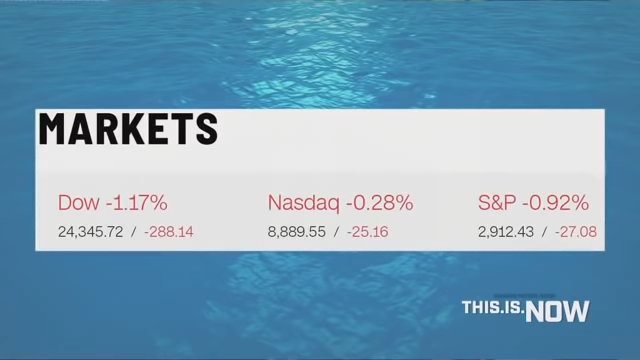 MARKETS
Dow -1.17% Nasdaq -0.28% S&P -0.92%
24,345.72 / -288.14 8,889.55 / -25.16 2,912.43 / -27.08
THIS.IS.NOW